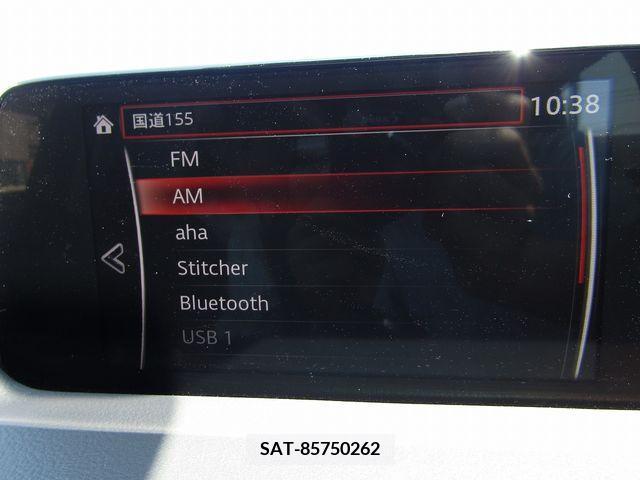 国道155
10:38
FM
AM
aha
Stitcher
Bluetooth
USB 1
SAT-85750262